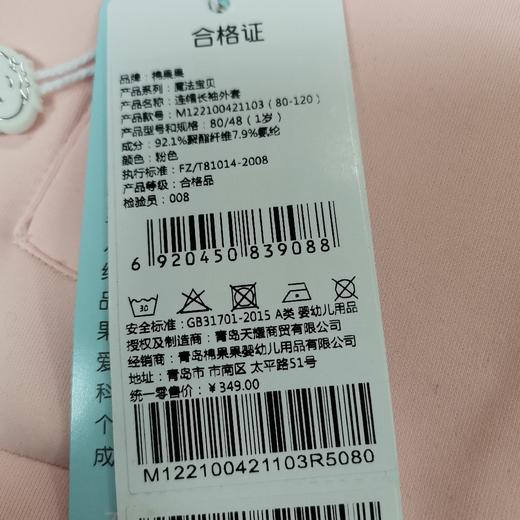 合格证
品牌：棉果果
产品系列：魔法宝贝
产品名称：连帽长袖外套
产品款号：M122100421103 (80-120)
产品型号和规格：80/48 (1岁)
成分：92.1%聚酯纤维7.9%氨纶
颜色：粉色
执行标准：FZ/T81014-2008
产品等级：合格品
检验员：008
6 920450 839088
30
安全标准：GB31701-2015 A类 婴幼儿用品
授权及制造商：青岛天耀商贸有限公司
经销商：青岛棉果果婴幼儿用品有限公司
地址：青岛市 市南区 太平路51号
统一零售价：￥349.00
M122100421103R5080
品
果
爱
科
个
成